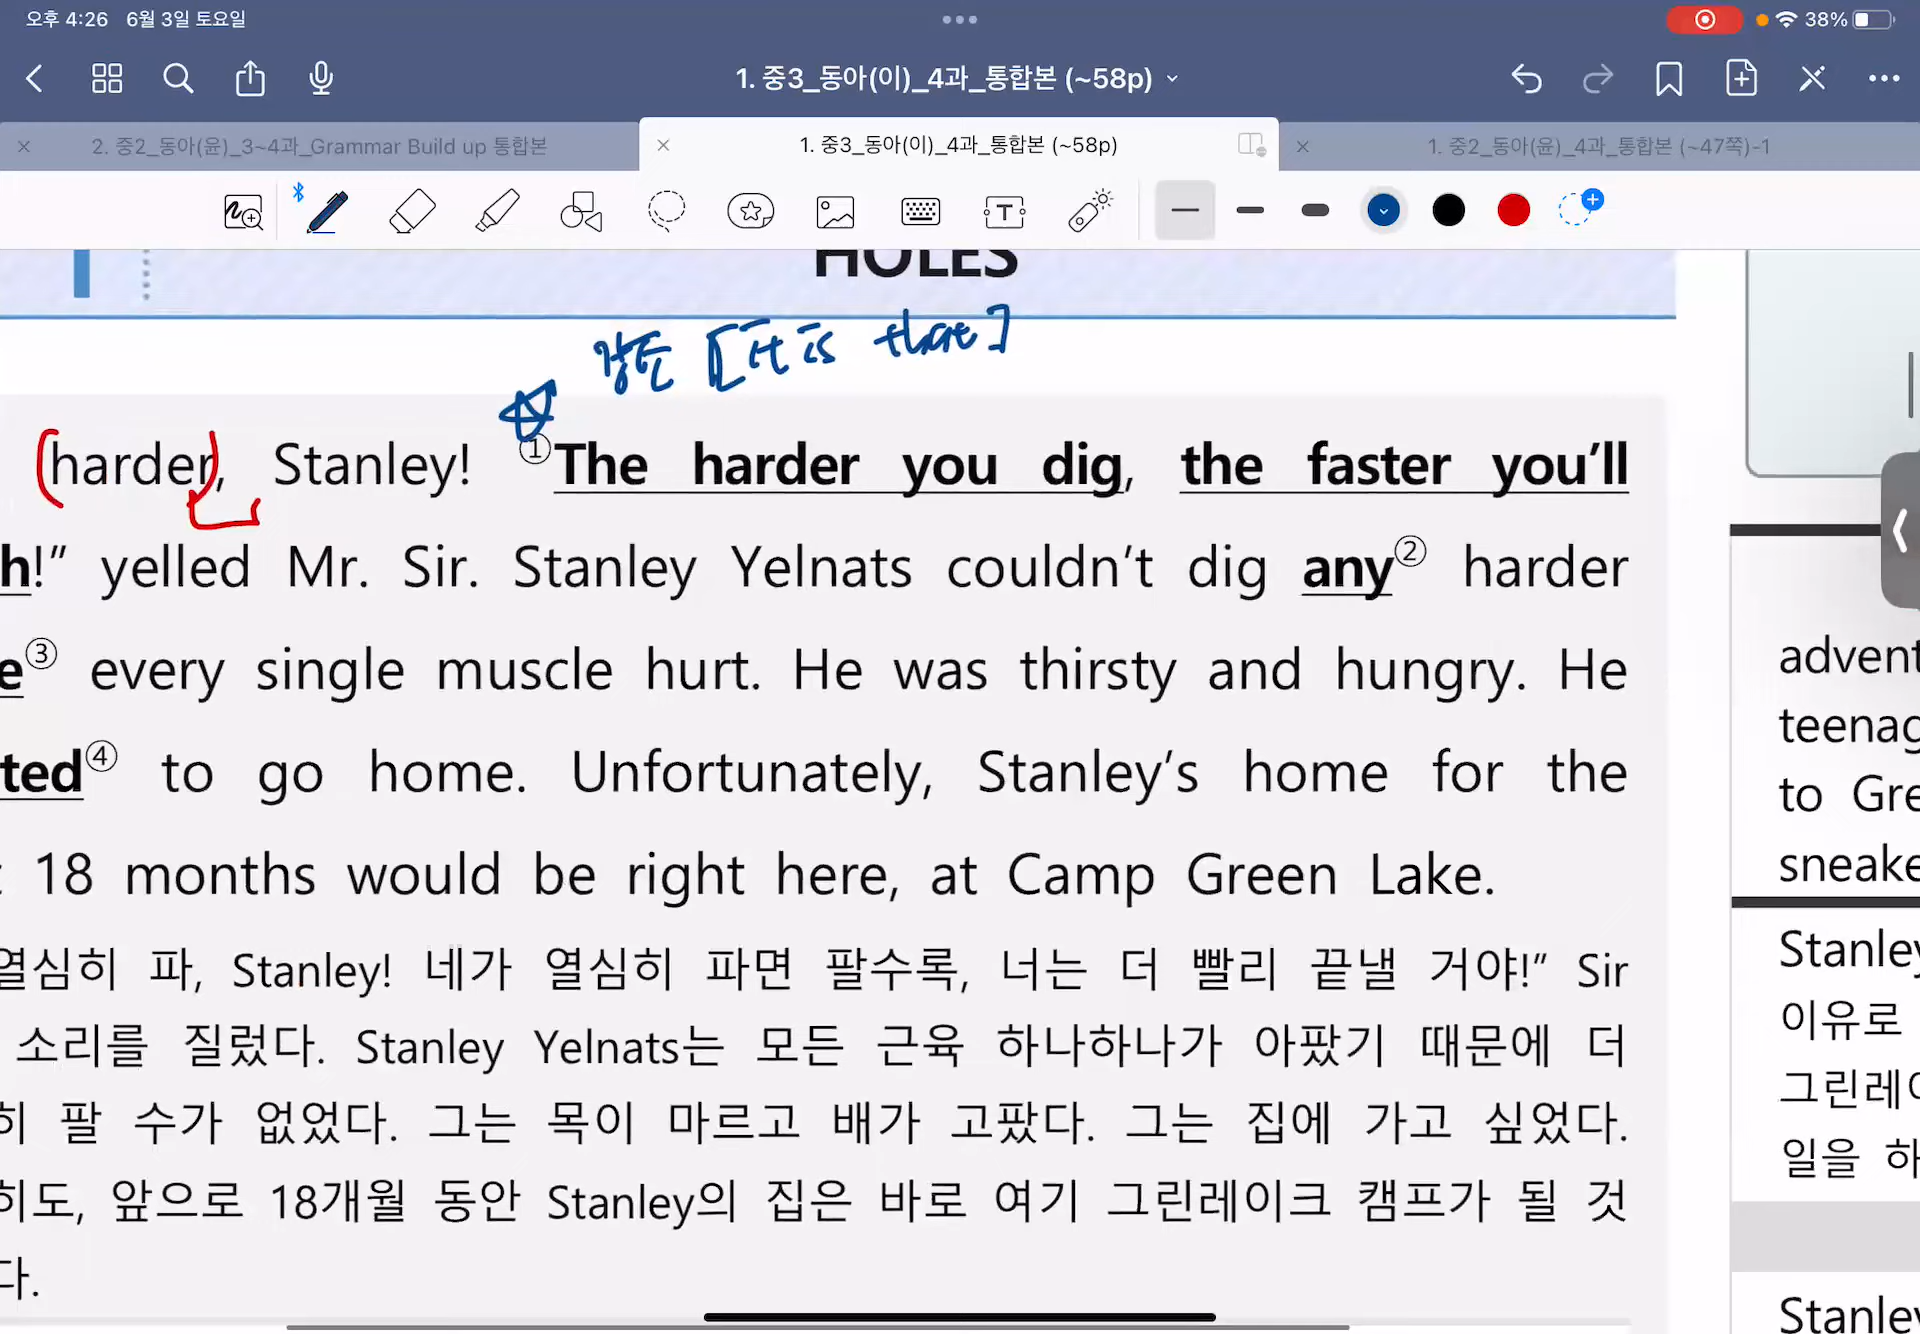 오후 4:26 6월 3일 토요일
38%
1. 중3_동아(이)_4과_통합본 (~58p)
2. 중2_동아(윤)_3~4과_Grammar Build up 통합본
1. 중3_동아(이)_4과_통합본 (~58p)
1. 중2_동아(윤)_4과_통합본 (~47쪽)-1
HOLES
강조 [it is that]
harder, Stanley! ①The harder you dig, the faster you’ll
h!” yelled Mr. Sir. Stanley Yelnats couldn’t dig any② harder
e③ every single muscle hurt. He was thirsty and hungry. He
ted④ to go home. Unfortunately, Stanley’s home for the
18 months would be right here, at Camp Green Lake.
열심히 파, Stanley! 네가 열심히 파면 팔수록, 너는 더 빨리 끝낼 거야!” Sir
소리를 질렀다. Stanley Yelnats는 모든 근육 하나하나가 아팠기 때문에 더
히 팔 수가 없었다. 그는 목이 마르고 배가 고팠다. 그는 집에 가고 싶었다.
히도, 앞으로 18개월 동안 Stanley의 집은 바로 여기 그린레이크 캠프가 될 것
다.
advent
teenag
to Gre
sneake
Stanley
이유로
그린레이
일을 하
Stanley